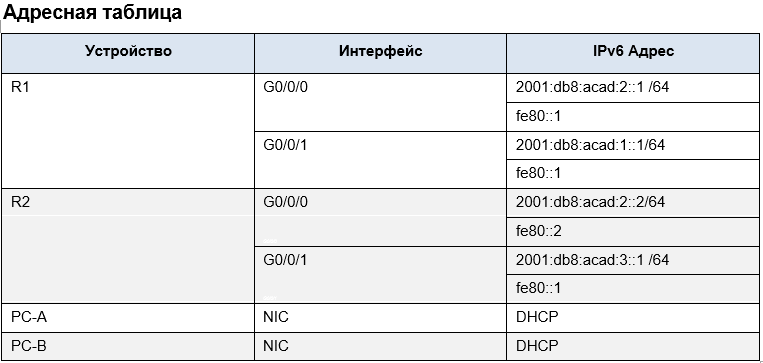 Адресная таблица
Устройство Интерфейс IPv6 Адрес
R1 G0/0/0 2001:db8:acad:2::1 /64
fe80::1
G0/0/1 2001:db8:acad:1::1/64
fe80::1
R2 G0/0/0 2001:db8:acad:2::2/64
fe80::2
G0/0/1 2001:db8:acad:3::1 /64
fe80::1
PC-A NIC DHCP
PC-B NIC DHCP